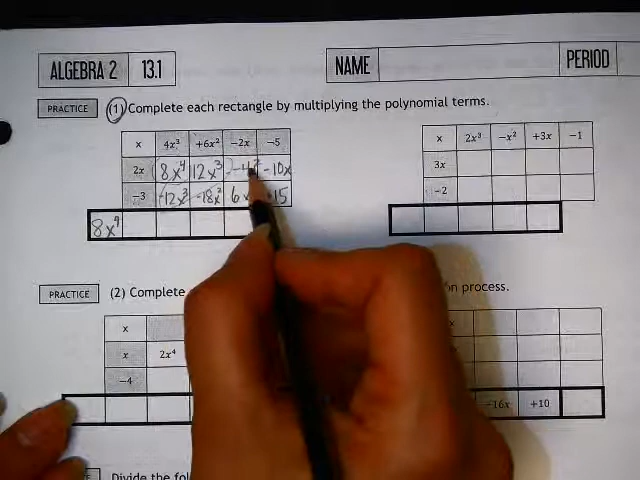 ALGEBRA 2 13.1 NAME PERIOD
PRACTICE (1) Complete each rectangle by multiplying the polynomial terms.
x 4x³ +6x² -2x -5
2x 8x⁴ 12x³ -10x
-3 -12x³ -18x² 6x 15
8x⁴
x 2x³ -x² +3x -1
3x
-2
PRACTICE (2) Complete on process.
x
x 2x⁴
-4
-16x +10
Divide the fol